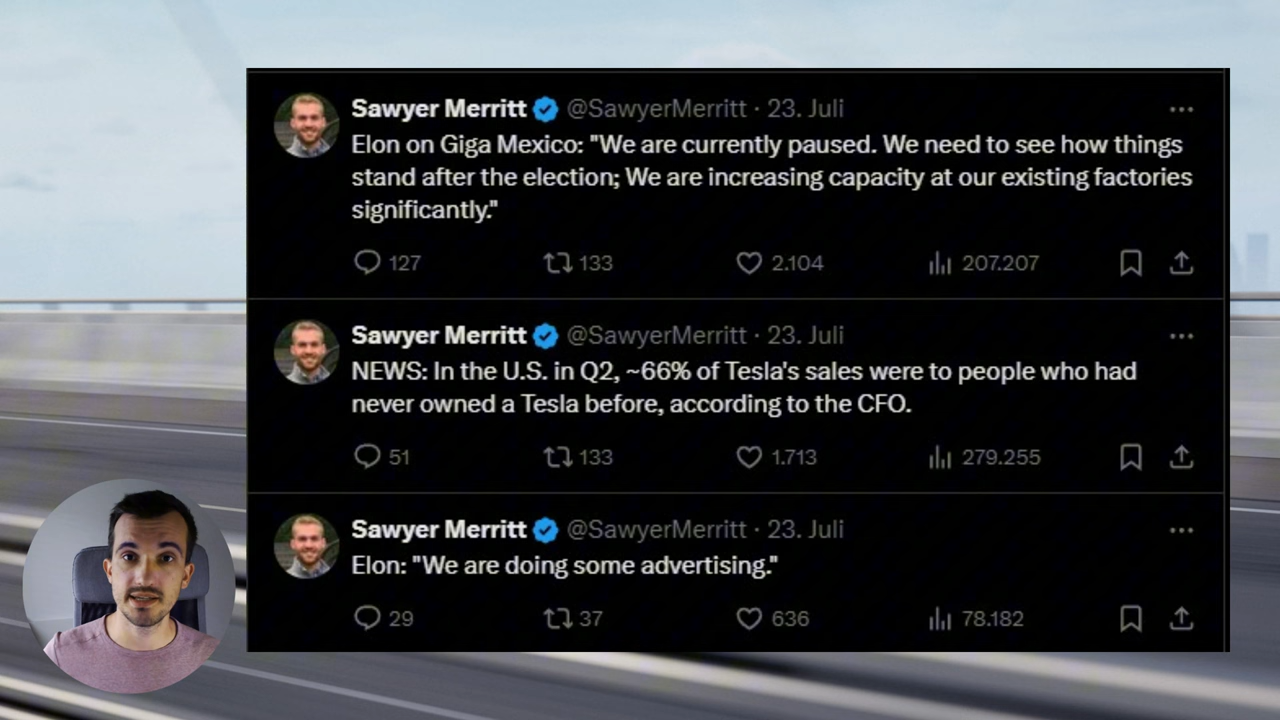 Sawyer Merritt @SawyerMerritt · 23. Juli
Elon on Giga Mexico: "We are currently paused. We need to see how things
stand after the election; We are increasing capacity at our existing factories
significantly."
127 133 2.104 207.207
Sawyer Merritt @SawyerMerritt · 23. Juli
NEWS: In the U.S. in Q2, ~66% of Tesla's sales were to people who had
never owned a Tesla before, according to the CFO.
51 133 1.713 279.255
Sawyer Merritt @SawyerMerritt · 23. Juli
Elon: "We are doing some advertising."
29 37 636 78.182